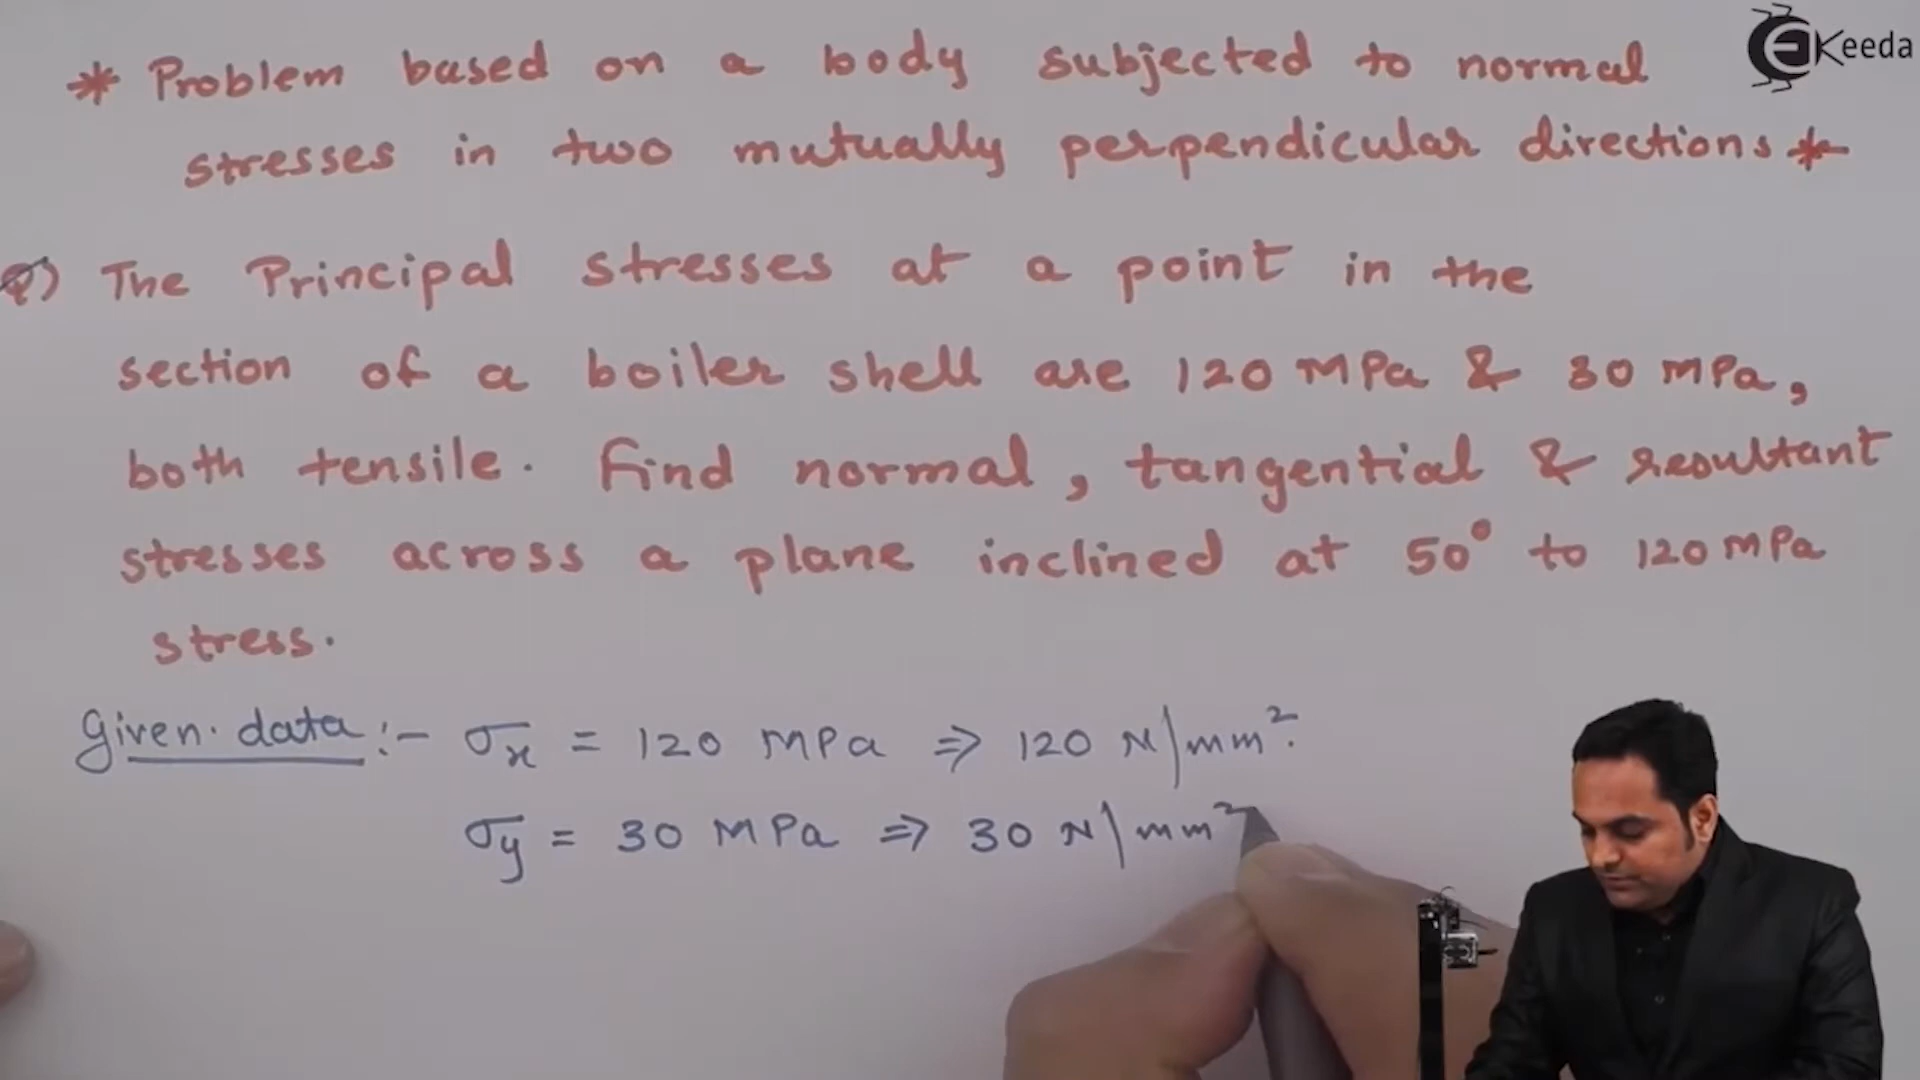 Keeda
* Problem based on a body subjected to normal
stresses in two mutually perpendicular directions *
Q) The Principal stresses at a point in the
section of a boiler shell are 120 MPa & 30 MPa,
both tensile. Find normal, tangential & resultant
stresses across a plane inclined at 50° to 120 MPa
stress.
Given data :- σx = 120 MPa ⇒ 120 N/mm².
σy = 30 MPa ⇒ 30 N/mm²